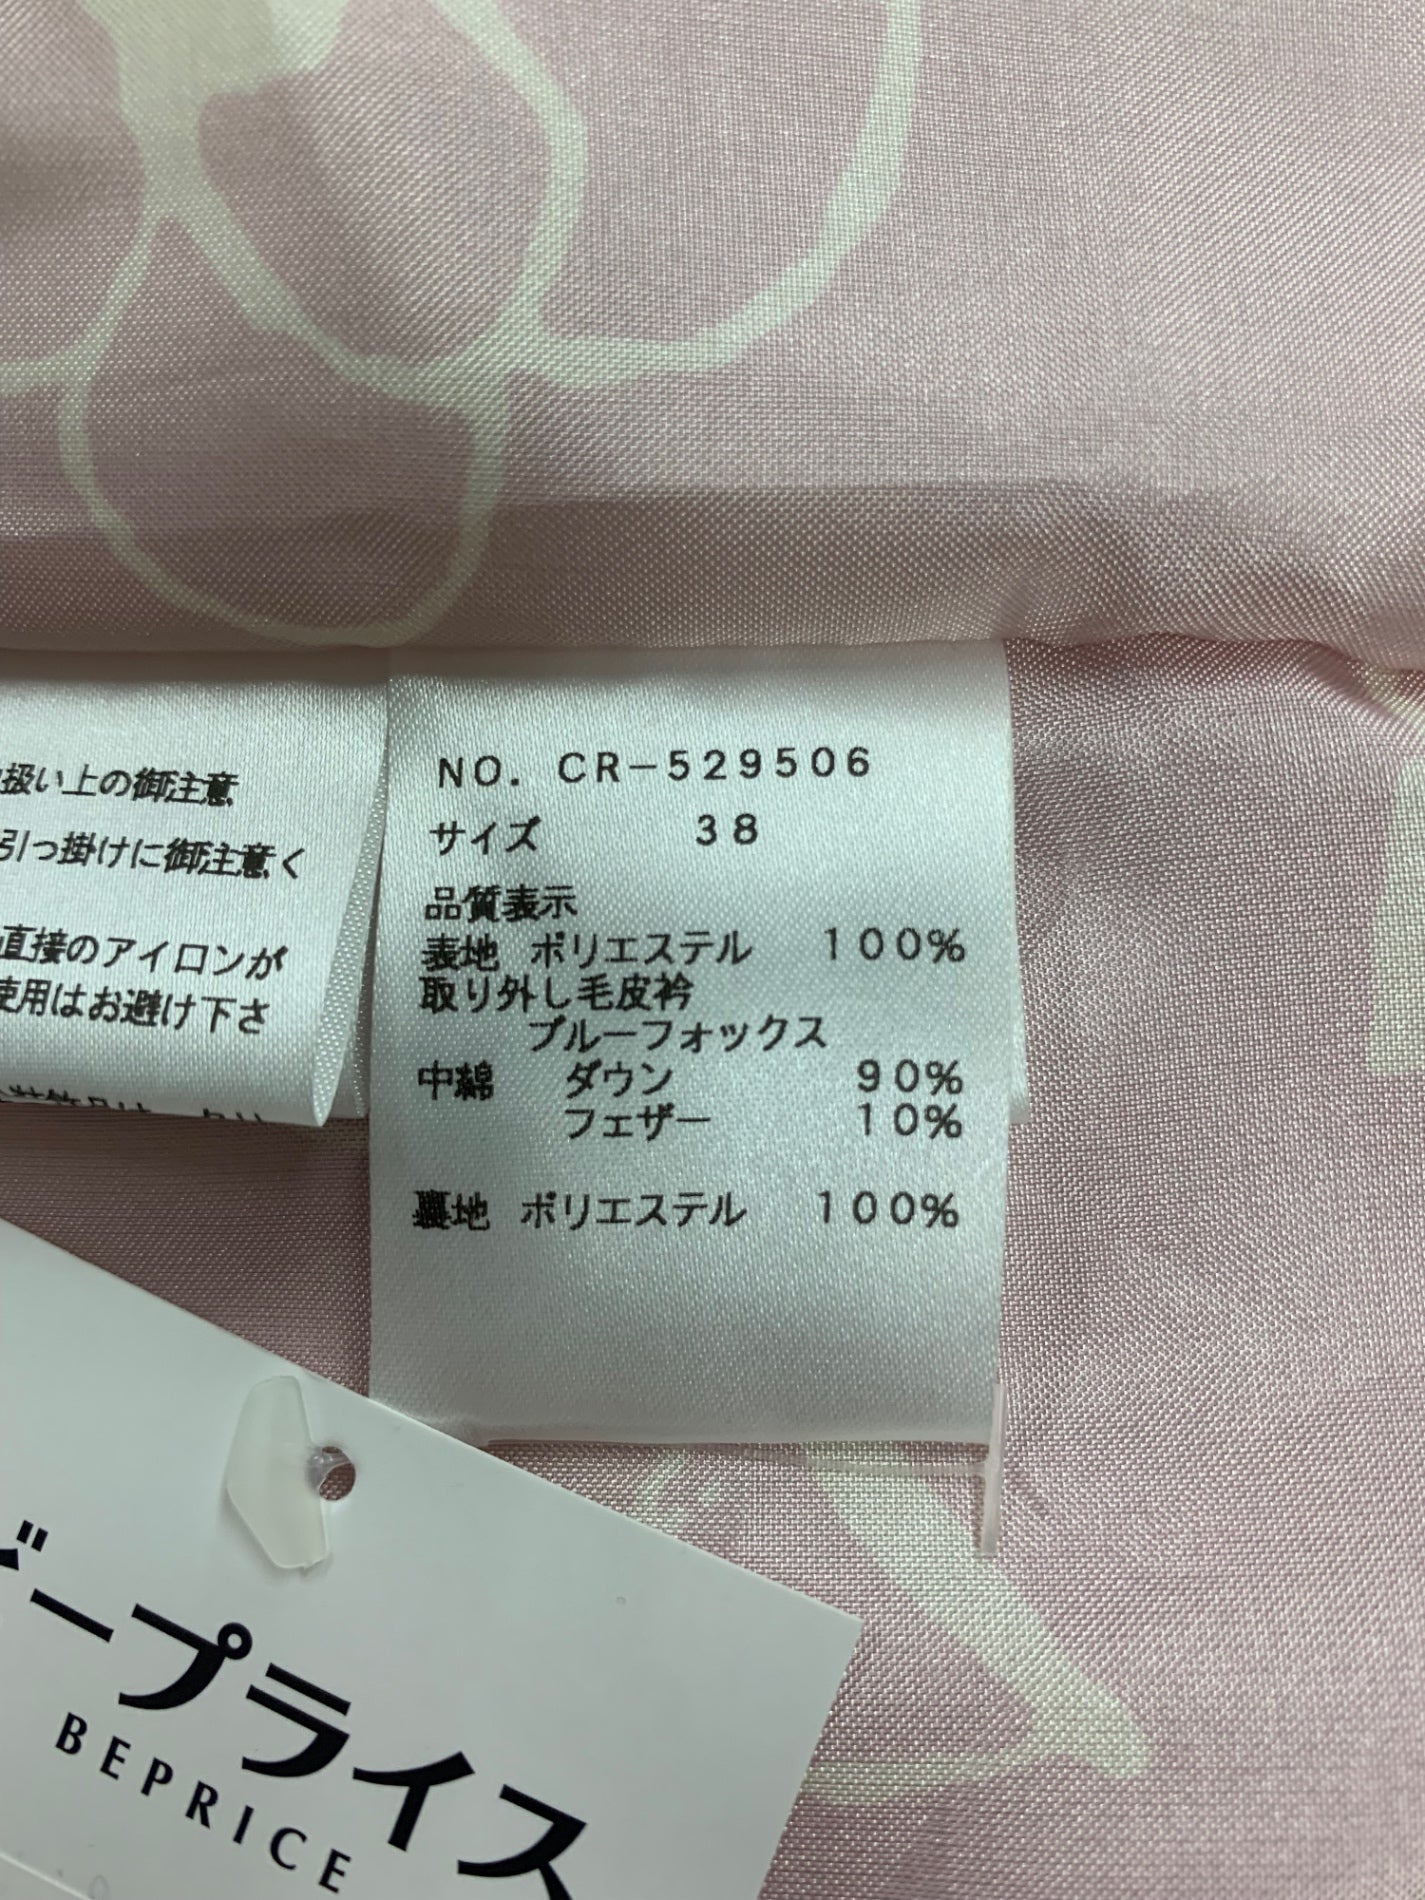 扱い上の御注意
引っ掛けに御注意く
直接のアイロンが
使用はお避け下さ
NO. CR-529506
サイズ 38
品質表示
表地 ポリエステル 100%
取り外し毛皮衿
ブルーフォックス
中綿 ダウン 90%
フェザー 10%
裏地 ポリエステル 100%
ビープライス
BEPRICE